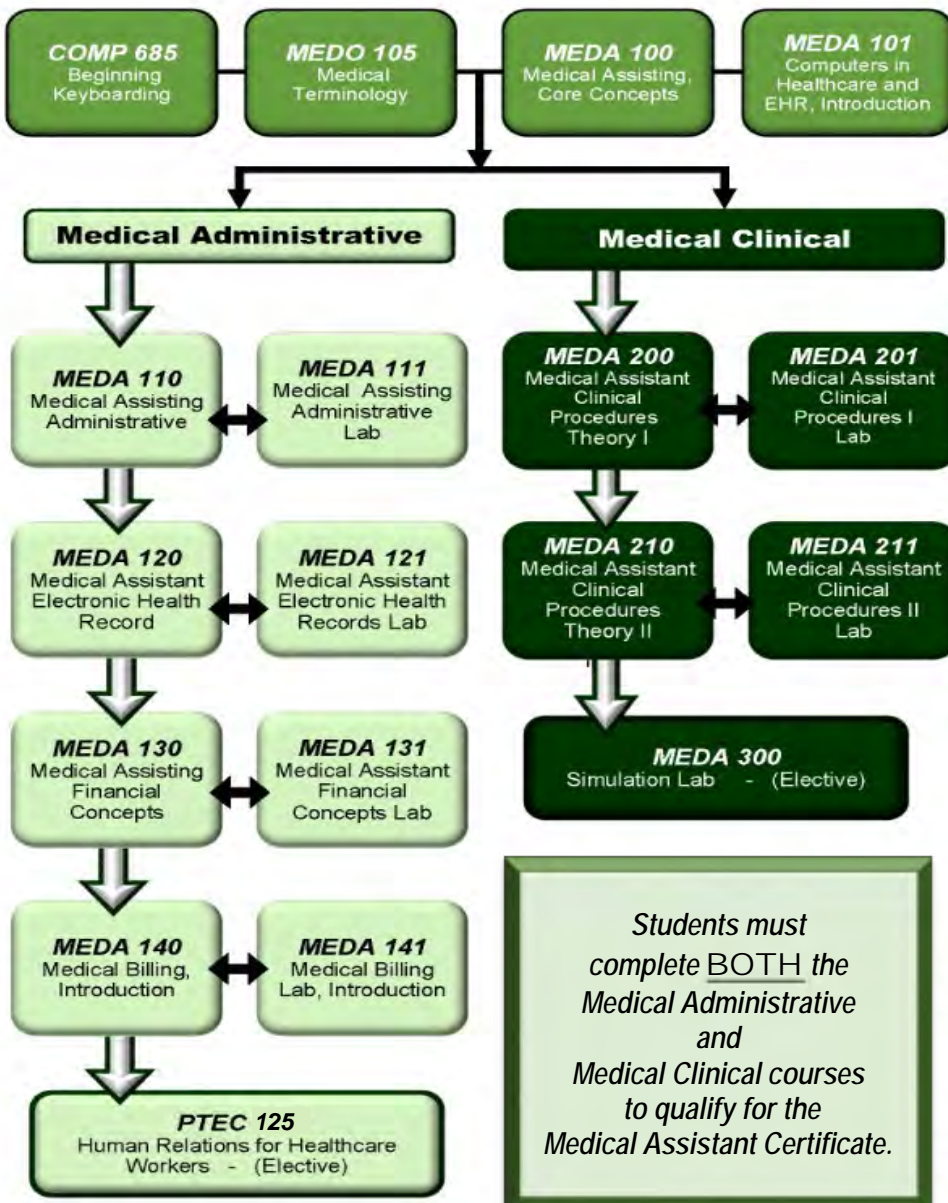 COMP 685
Beginning
Keyboarding
MEDO 105
Medical
Terminology
MEDA 100
Medical Assisting,
Core Concepts
MEDA 101
Computers in
Healthcare and
EHR, Introduction
Medical Administrative
Medical Clinical
MEDA 110
Medical Assisting
Administrative
MEDA 111
Medical Assisting
Administrative
Lab
MEDA 200
Medical Assistant
Clinical
Procedures
Theory I
MEDA 201
Medical Assistant
Clinical
Procedures I
Lab
MEDA 120
Medical Assistant
Electronic Health
Record
MEDA 121
Medical Assistant
Electronic Health
Records Lab
MEDA 210
Medical Assistant
Clinical
Procedures
Theory II
MEDA 211
Medical Assistant
Clinical
Procedures II
Lab
MEDA 130
Medical Assisting
Financial
Concepts
MEDA 131
Medical Assistant
Financial
Concepts Lab
MEDA 300
Simulation Lab - (Elective)
MEDA 140
Medical Billing,
Introduction
MEDA 141
Medical Billing
Lab, Introduction
PTEC 125
Human Relations for Healthcare
Workers - (Elective)
Students must
complete BOTH the
Medical Administrative
and
Medical Clinical courses
to qualify for the
Medical Assistant Certificate.